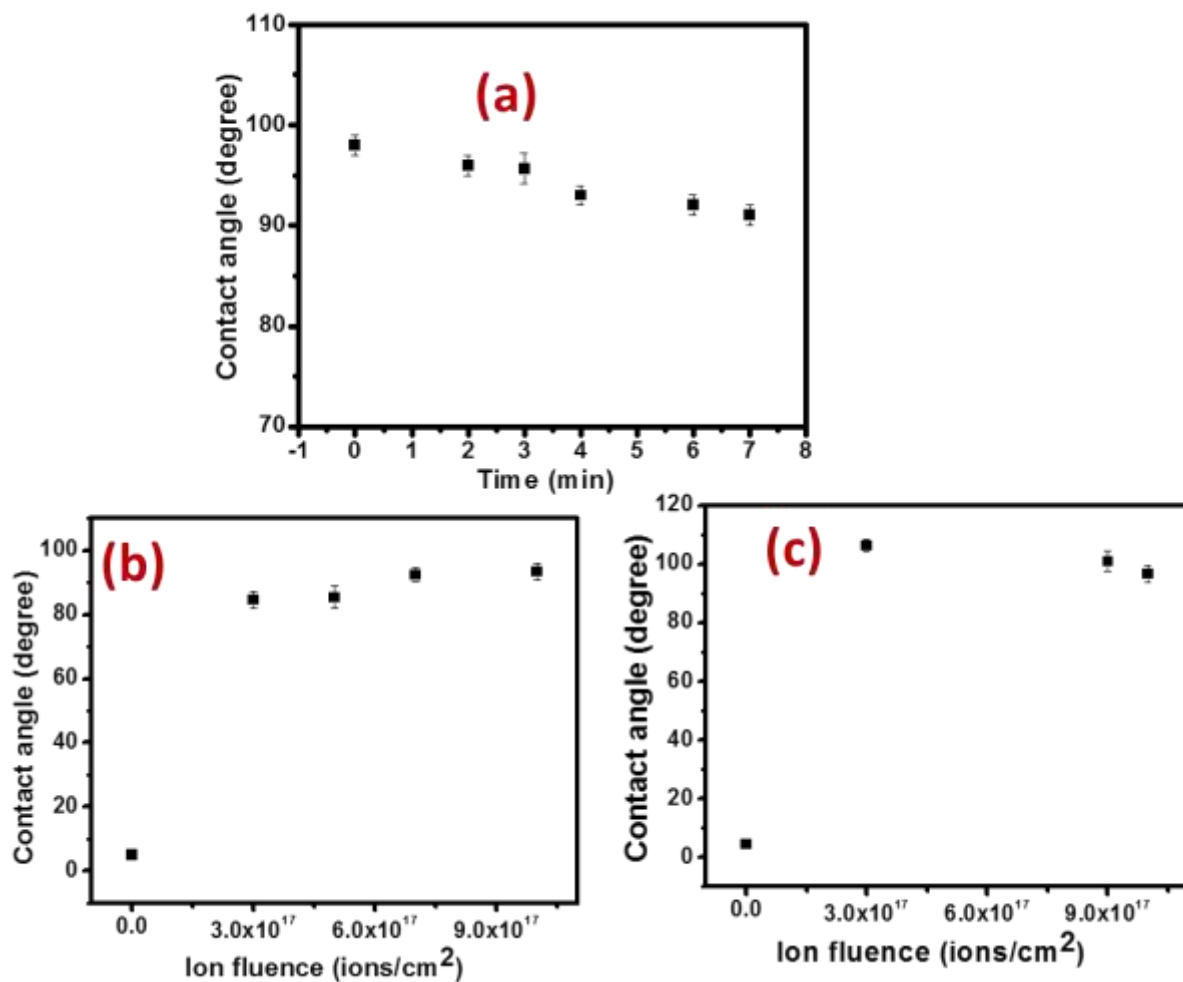 110
100
90
80
70
Contact angle (degree)
(a)
-1 0 1 2 3 4 5 6 7 8
Time (min)
100
80
60
40
20
0
Contact angle (degree)
(b)
0.0 3.0x10¹⁷ 6.0x10¹⁷ 9.0x10¹⁷
Ion fluence (ions/cm²)
120
100
80
60
40
20
0
Contact angle (degree)
(c)
0.0 3.0x10¹⁷ 6.0x10¹⁷ 9.0x10¹⁷
Ion fluence (ions/cm²)